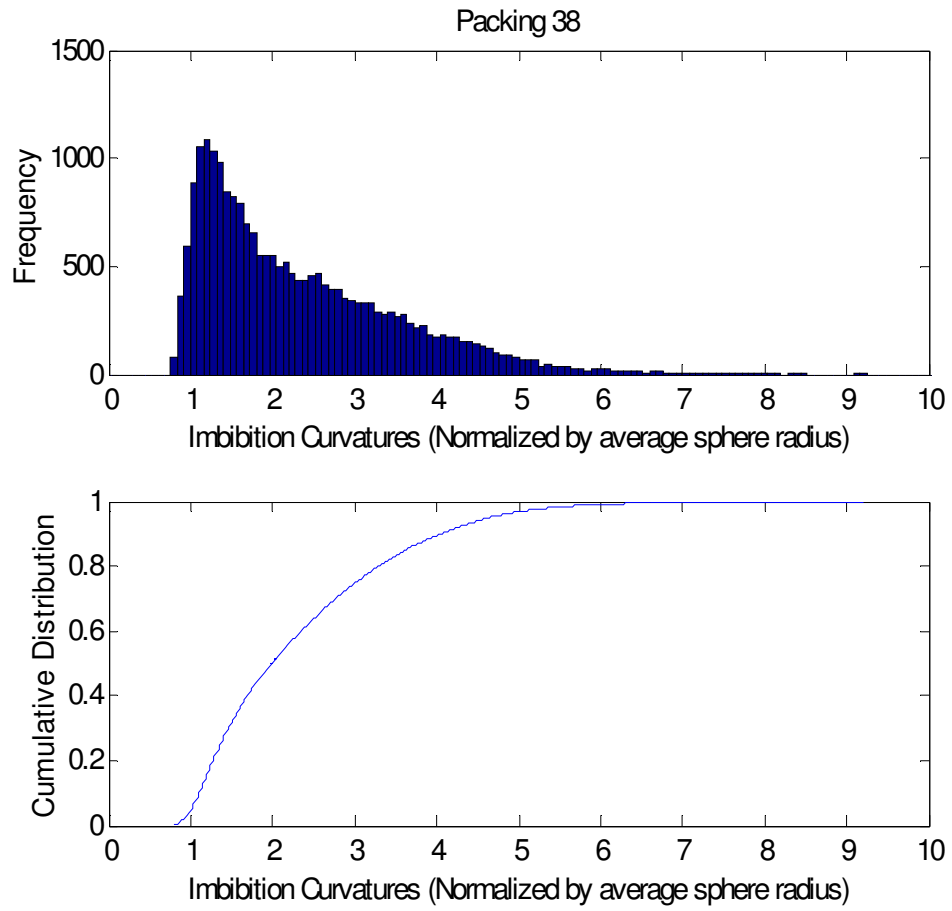 Packing 38
1500
1000
500
0
Frequency
0 1 2 3 4 5 6 7 8 9 10
Imbibition Curvatures (Normalized by average sphere radius)
1
0.8
0.6
0.4
0.2
0
Cumulative Distribution
0 1 2 3 4 5 6 7 8 9 10
Imbibition Curvatures (Normalized by average sphere radius)